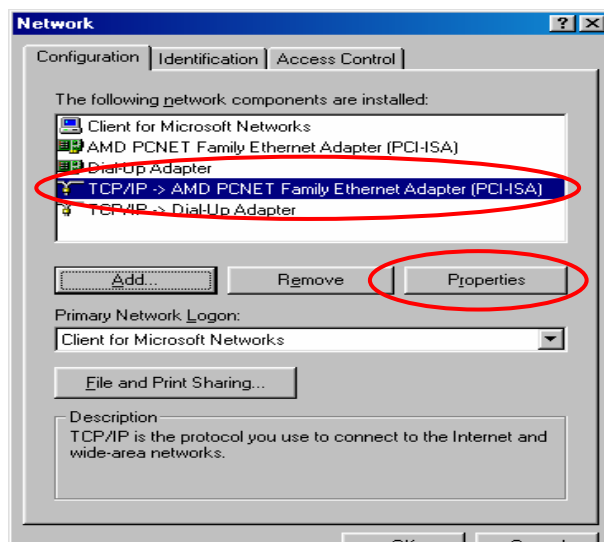 Network
Configuration Identification Access Control
The following network components are installed:
Client for Microsoft Networks
AMD PCNET Family Ethernet Adapter (PCI-ISA)
Dial-Up Adapter
TCP/IP -> AMD PCNET Family Ethernet Adapter (PCI-ISA)
TCP/IP -> Dial-Up Adapter
Add... Remove Properties
Primary Network Logon:
Client for Microsoft Networks
File and Print Sharing...
Description
TCP/IP is the protocol you use to connect to the Internet and
wide-area networks.